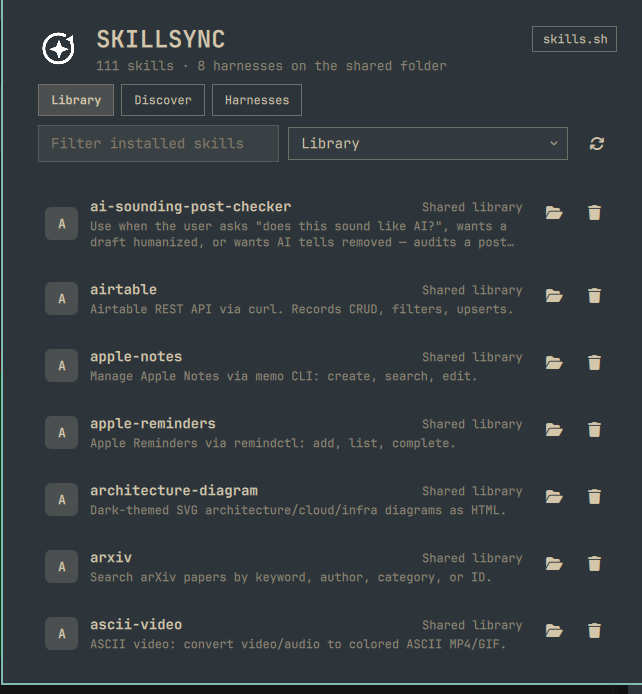 SKILLSYNC
skills.sh
111 skills · 8 harnesses on the shared folder
Library
Discover
Harnesses
Filter installed skills
Library
ai-sounding-post-checker
Shared library
A
Use when the user asks "does this sound like AI?", wants a
draft humanized, or wants AI tells removed — audits a post…
airtable
Shared library
A
Airtable REST API via curl. Records CRUD, filters, upserts.
apple-notes
Shared library
A
Manage Apple Notes via memo CLI: create, search, edit.
apple-reminders
Shared library
A
Apple Reminders via remindctl: add, list, complete.
architecture-diagram
Shared library
A
Dark-themed SVG architecture/cloud/infra diagrams as HTML.
arxiv
Shared library
A
Search arXiv papers by keyword, author, category, or ID.
ascii-video
Shared library
A
ASCII video: convert video/audio to colored ASCII MP4/GIF.